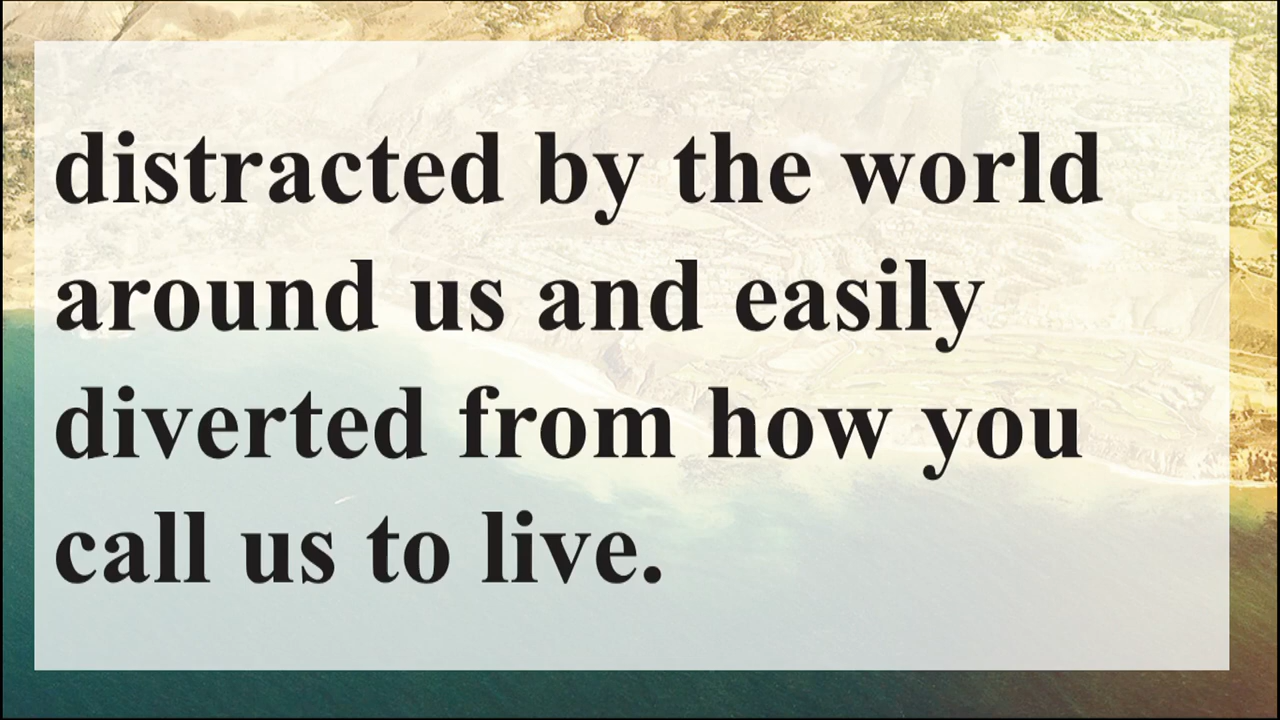 distracted by the world
around us and easily
diverted from how you
call us to live.